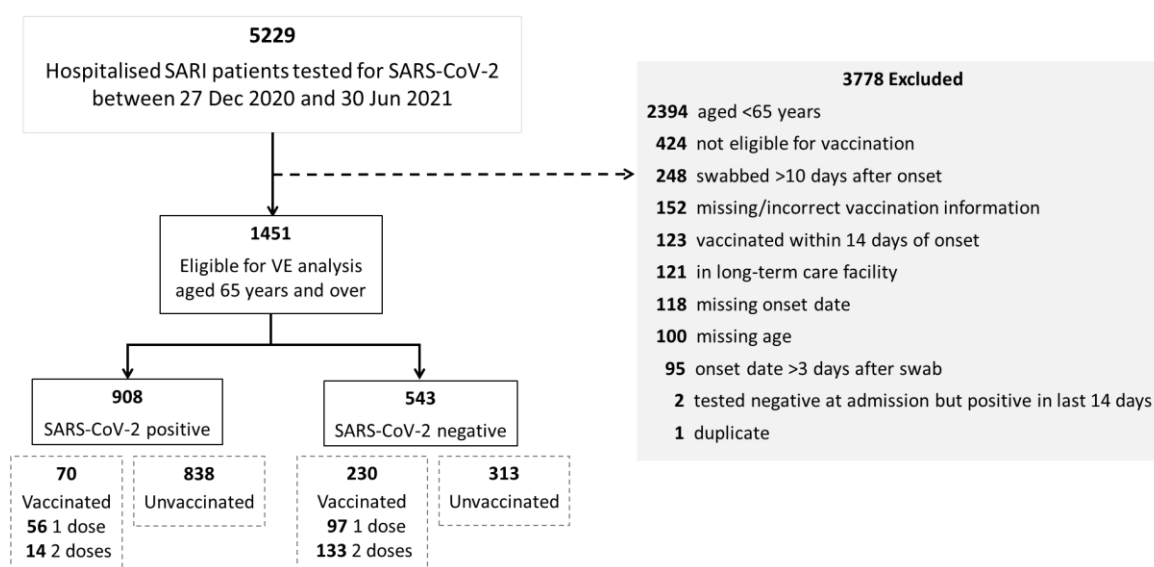 5229
Hospitalised SARI patients tested for SARS-CoV-2
between 27 Dec 2020 and 30 Jun 2021
3778 Excluded
2394 aged <65 years
424 not eligible for vaccination
248 swabbed >10 days after onset
152 missing/incorrect vaccination information
123 vaccinated within 14 days of onset
121 in long-term care facility
118 missing onset date
100 missing age
95 onset date >3 days after swab
2 tested negative at admission but positive in last 14 days
1 duplicate
1451
Eligible for VE analysis
aged 65 years and over
908
SARS-CoV-2 positive
543
SARS-CoV-2 negative
70
Vaccinated
56 1 dose
14 2 doses
838
Unvaccinated
230
Vaccinated
97 1 dose
133 2 doses
313
Unvaccinated